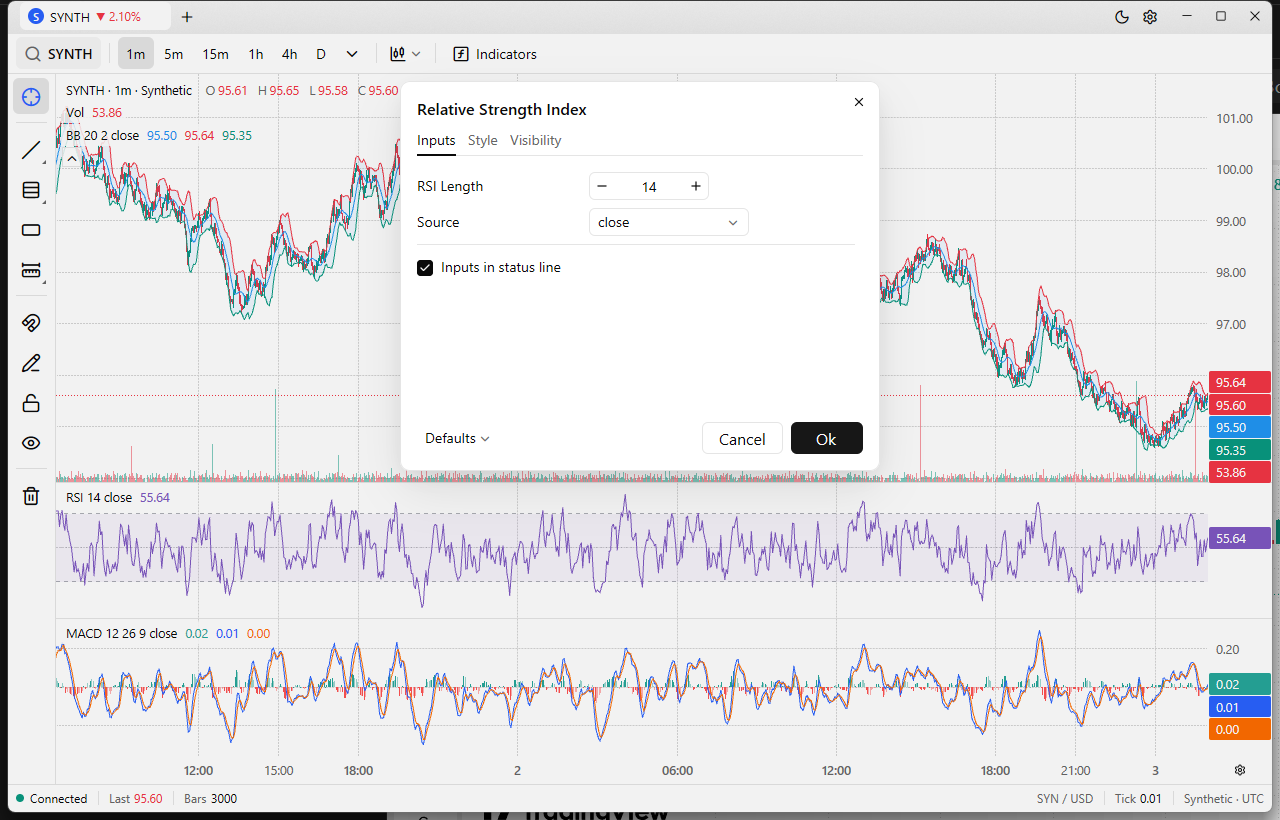 SYNTH ▼ 2.10%
SYNTH 1m 5m 15m 1h 4h D Indicators
SYNTH · 1m · Synthetic O 95.61 H 95.65 L 95.58 C 95.60
Vol 53.86
BB 20 2 close 95.50 95.64 95.35
Relative Strength Index
Inputs Style Visibility
RSI Length 14
Source close
Inputs in status line
Defaults Cancel Ok
101.00
100.00
99.00
98.00
97.00
95.64
95.60
95.50
95.35
53.86
RSI 14 close 55.64
55.64
MACD 12 26 9 close 0.02 0.01 0.00
0.20
0.02
0.01
0.00
12:00 15:00 18:00 2 06:00 12:00 18:00 21:00 3
Connected Last 95.60 Bars 3000 SYN / USD Tick 0.01 Synthetic · UTC
TradingView